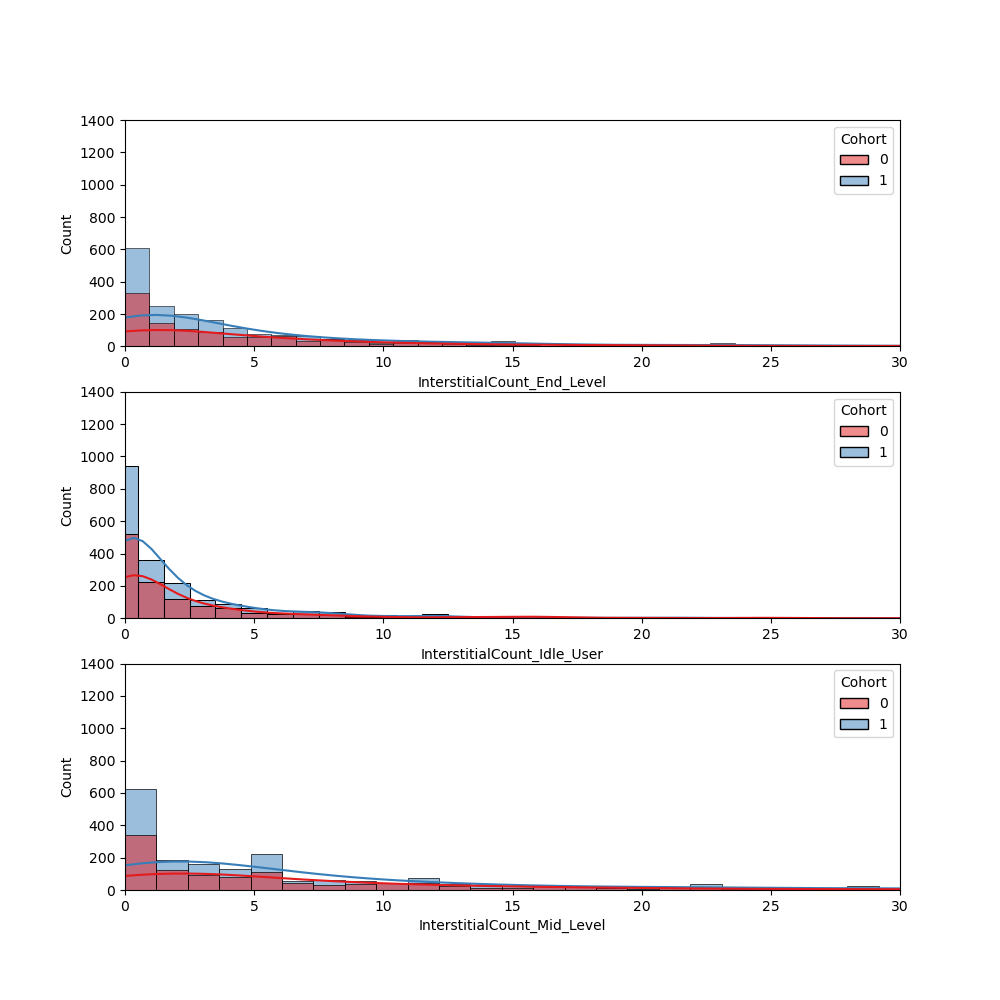 1400
1200
1000
800
600
400
200
0
Count
0 5 10 15 20 25 30
InterstitialCount_End_Level
Cohort
0
1
1400
1200
1000
800
600
400
200
0
Count
0 5 10 15 20 25 30
InterstitialCount_Idle_User
Cohort
0
1
1400
1200
1000
800
600
400
200
0
Count
0 5 10 15 20 25 30
InterstitialCount_Mid_Level
Cohort
0
1